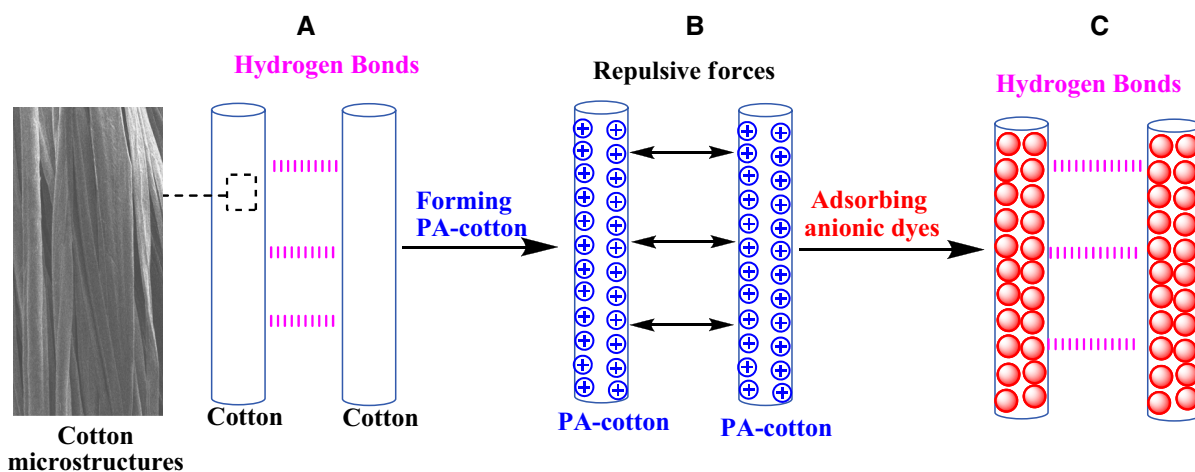 A
B
C
Hydrogen Bonds
Repulsive forces
Hydrogen Bonds
Forming
PA-cotton
Adsorbing
anionic dyes
Cotton
Cotton
PA-cotton
PA-cotton
Cotton
microstructures